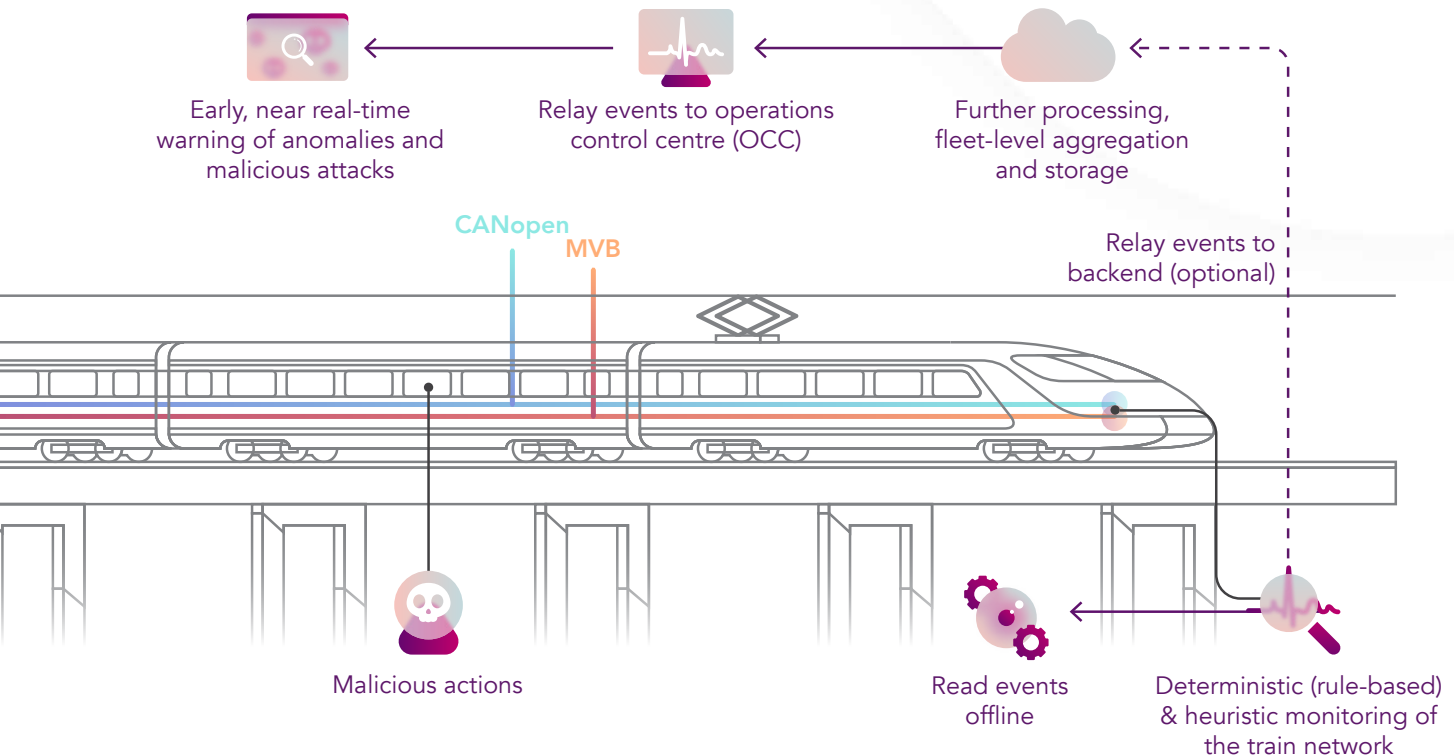 Early, near real-time
warning of anomalies and
malicious attacks
Relay events to operations
control centre (OCC)
Further processing,
fleet-level aggregation
and storage
CANopen
MVB
Relay events to
backend (optional)
Malicious actions
Read events
offline
Deterministic (rule-based)
& heuristic monitoring of
the train network